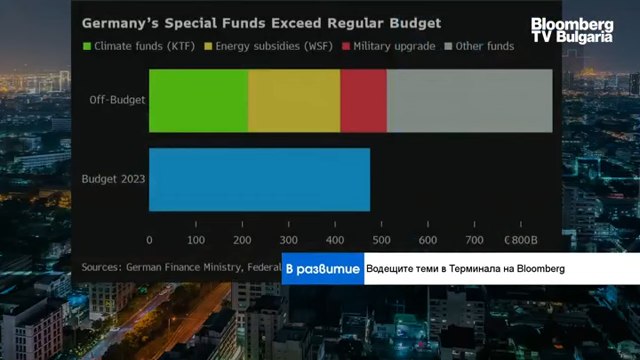 Germany's Special Funds Exceed Regular Budget
Bloomberg
TV Bulgaria
Climate funds (KTF) Energy subsidies (WSF) Military upgrade Other funds
Off-Budget
Budget 2023
0 100 200 300 400 500 600 700 €800B
Sources: German Finance Ministry, Federal
В развитие Водещите теми в Терминала на Bloomberg